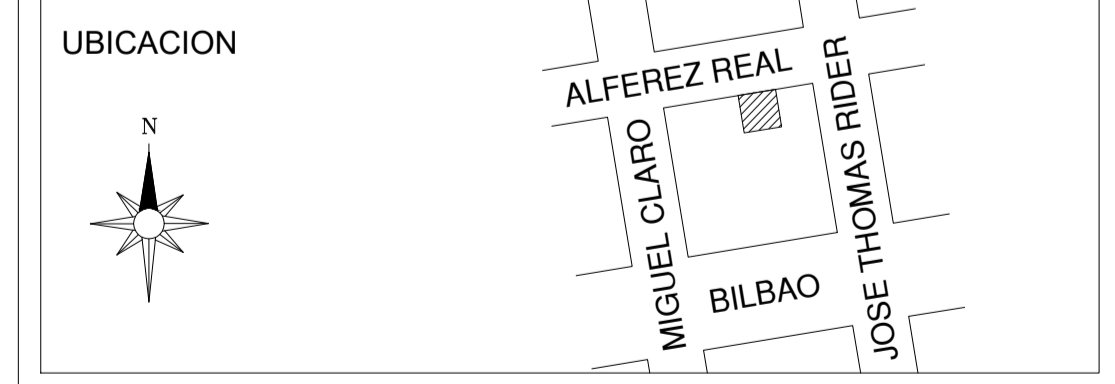 UBICACION
N
ALFEREZ REAL
MIGUEL CLARO
JOSE THOMAS RIDER
BILBAO